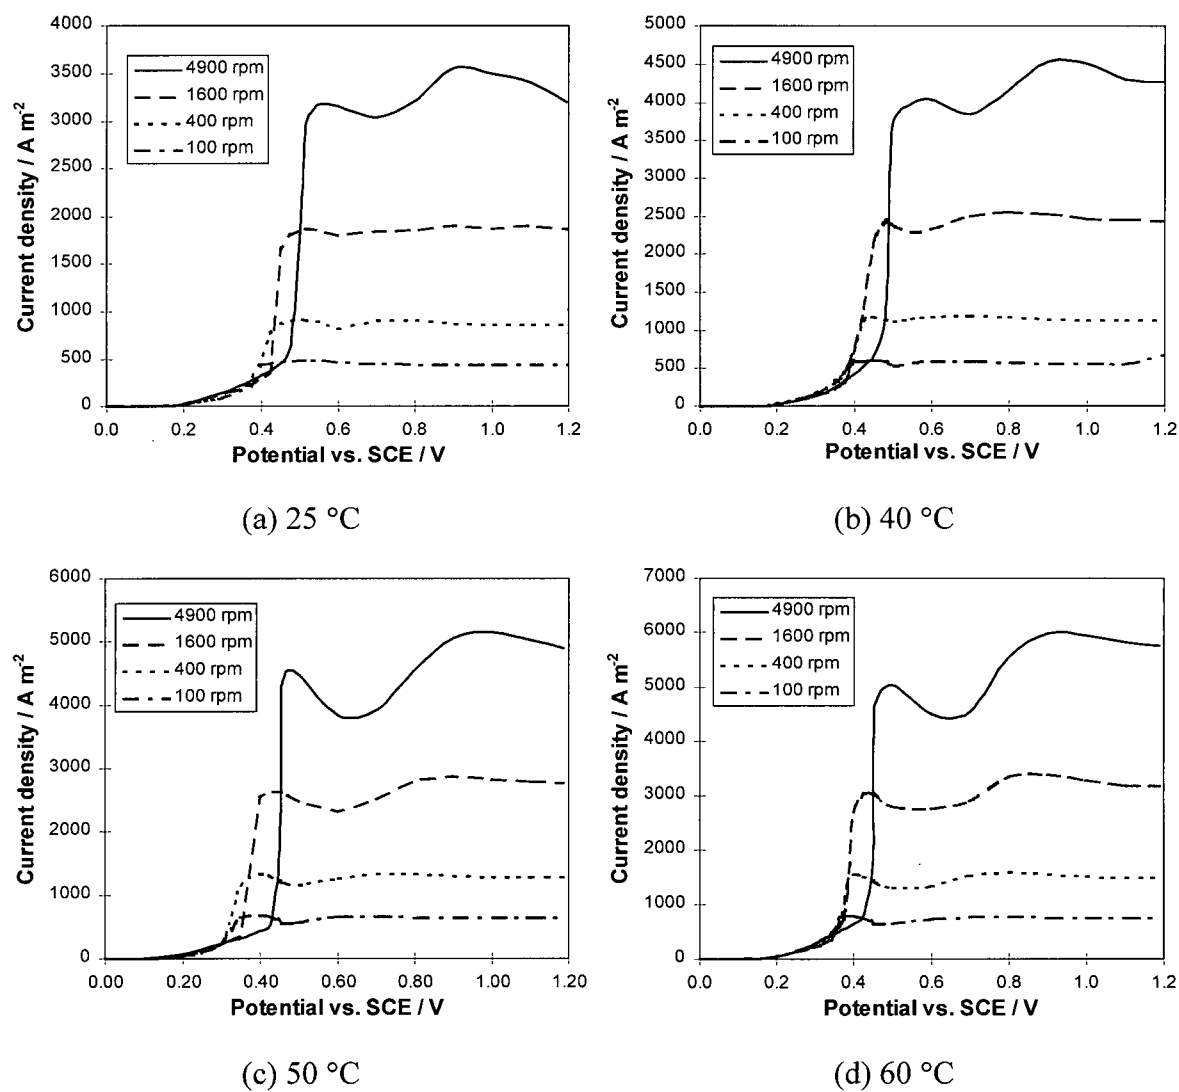 Current density / A m-2
4000
3500
3000
2500
2000
1500
1000
500
0
4900 rpm
1600 rpm
400 rpm
100 rpm
0.0 0.2 0.4 0.6 0.8 1.0 1.2
Potential vs. SCE / V
(a) 25 °C
Current density / A m-2
5000
4500
4000
3500
3000
2500
2000
1500
1000
500
0
4900 rpm
1600 rpm
400 rpm
100 rpm
0.0 0.2 0.4 0.6 0.8 1.0 1.2
Potential vs. SCE / V
(b) 40 °C
Current density / A m-2
6000
5000
4000
3000
2000
1000
0
4900 rpm
1600 rpm
400 rpm
100 rpm
0.00 0.20 0.40 0.60 0.80 1.00 1.20
Potential vs. SCE / V
(c) 50 °C
Current density / A m-2
7000
6000
5000
4000
3000
2000
1000
0
4900 rpm
1600 rpm
400 rpm
100 rpm
0.0 0.2 0.4 0.6 0.8 1.0 1.2
Potential vs. SCE / V
(d) 60 °C